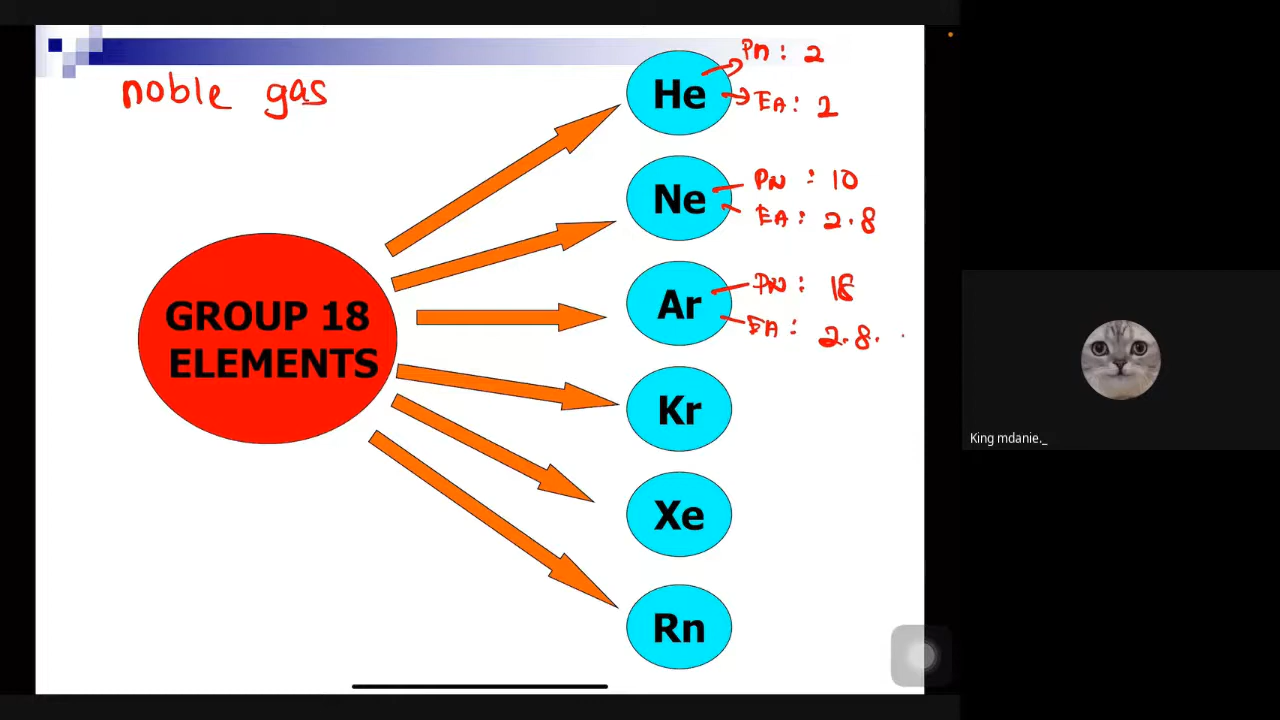 noble gas
GROUP 18
ELEMENTS
He
Pn : 2
EA : 2
Ne
PN : 10
EA : 2.8
Ar
PN : 18
EA : 2.8.
Kr
Xe
Rn
King mdanie._